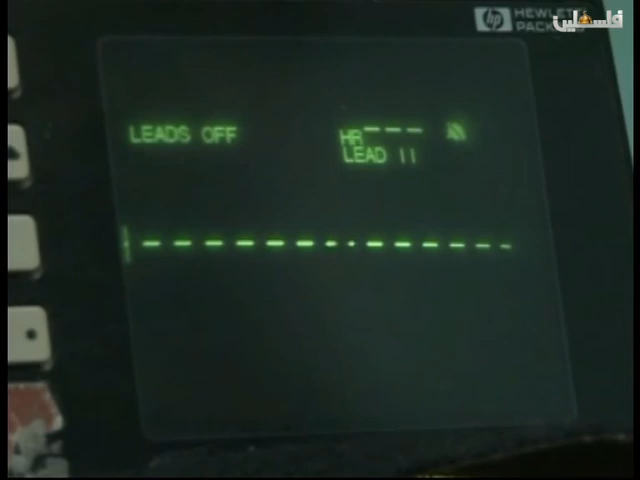 hp HEWLETT
PACKARD
فلسطين
LEADS OFF
HR---
LEAD II